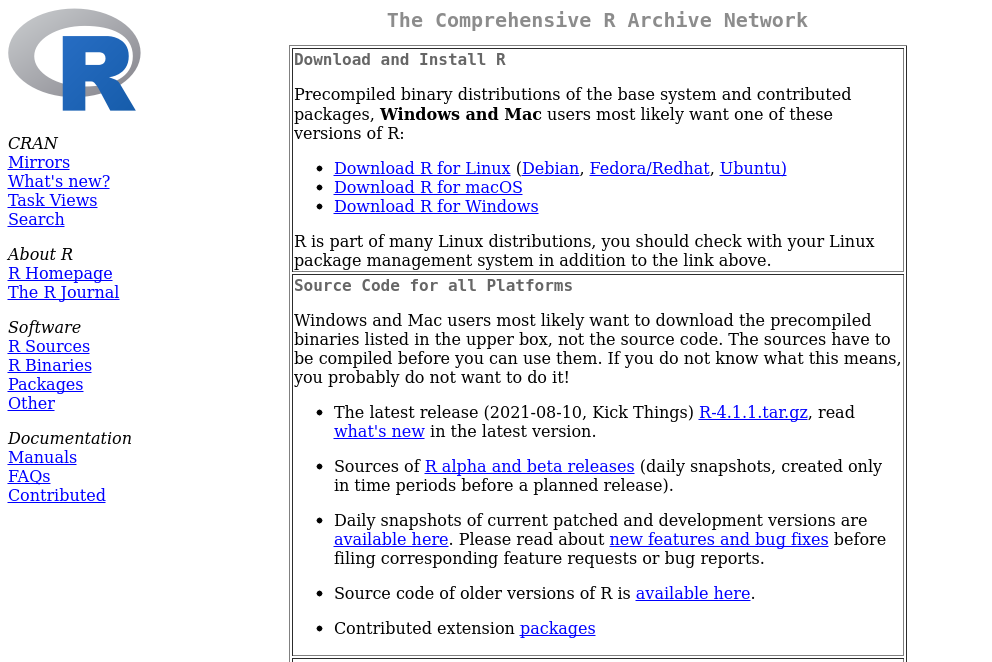 R
CRAN
Mirrors
What's new?
Task Views
Search
About R
R Homepage
The R Journal
Software
R Sources
R Binaries
Packages
Other
Documentation
Manuals
FAQs
Contributed
The Comprehensive R Archive Network
Download and Install R
Precompiled binary distributions of the base system and contributed
packages, Windows and Mac users most likely want one of these
versions of R:
• Download R for Linux (Debian, Fedora/Redhat, Ubuntu)
• Download R for macOS
• Download R for Windows
R is part of many Linux distributions, you should check with your Linux
package management system in addition to the link above.
Source Code for all Platforms
Windows and Mac users most likely want to download the precompiled
binaries listed in the upper box, not the source code. The sources have to
be compiled before you can use them. If you do not know what this means,
you probably do not want to do it!
• The latest release (2021-08-10, Kick Things) R-4.1.1.tar.gz, read
what's new in the latest version.
• Sources of R alpha and beta releases (daily snapshots, created only
in time periods before a planned release).
• Daily snapshots of current patched and development versions are
available here. Please read about new features and bug fixes before
filing corresponding feature requests or bug reports.
• Source code of older versions of R is available here.
• Contributed extension packages